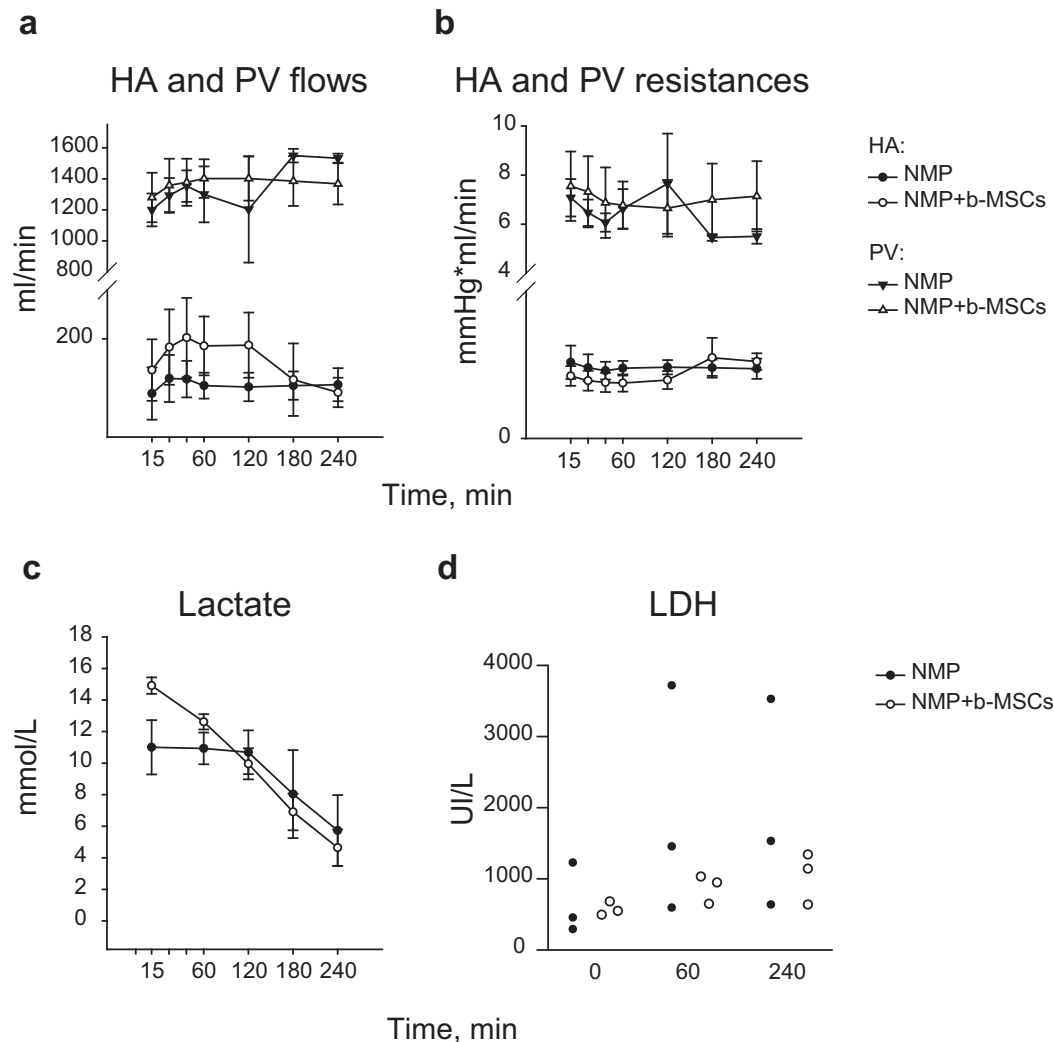 a
HA and PV flows
ml/min
1600
1400
1200
1000
800
200
15
60
120
180
240
b
HA and PV resistances
mmHg*ml/min
10
8
6
4
0
15
60
120
180
240
Time, min
HA:
NMP
NMP+b-MSCs
PV:
NMP
NMP+b-MSCs
c
Lactate
mmol/L
18
16
14
12
10
8
6
4
2
0
15
60
120
180
240
d
LDH
UI/L
4000
3000
2000
1000
0
0
60
240
NMP
NMP+b-MSCs
Time, min